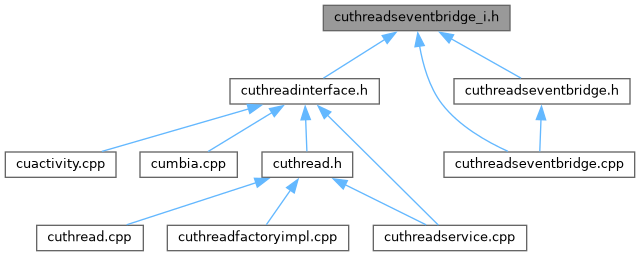 cuthreadseventbridge_i.h
cuthreadinterface.h
cuthreadseventbridge.h
cuactivity.cpp
cumbia.cpp
cuthread.h
cuthreadseventbridge.cpp
cuthread.cpp
cuthreadfactoryimpl.cpp
cuthreadservice.cpp